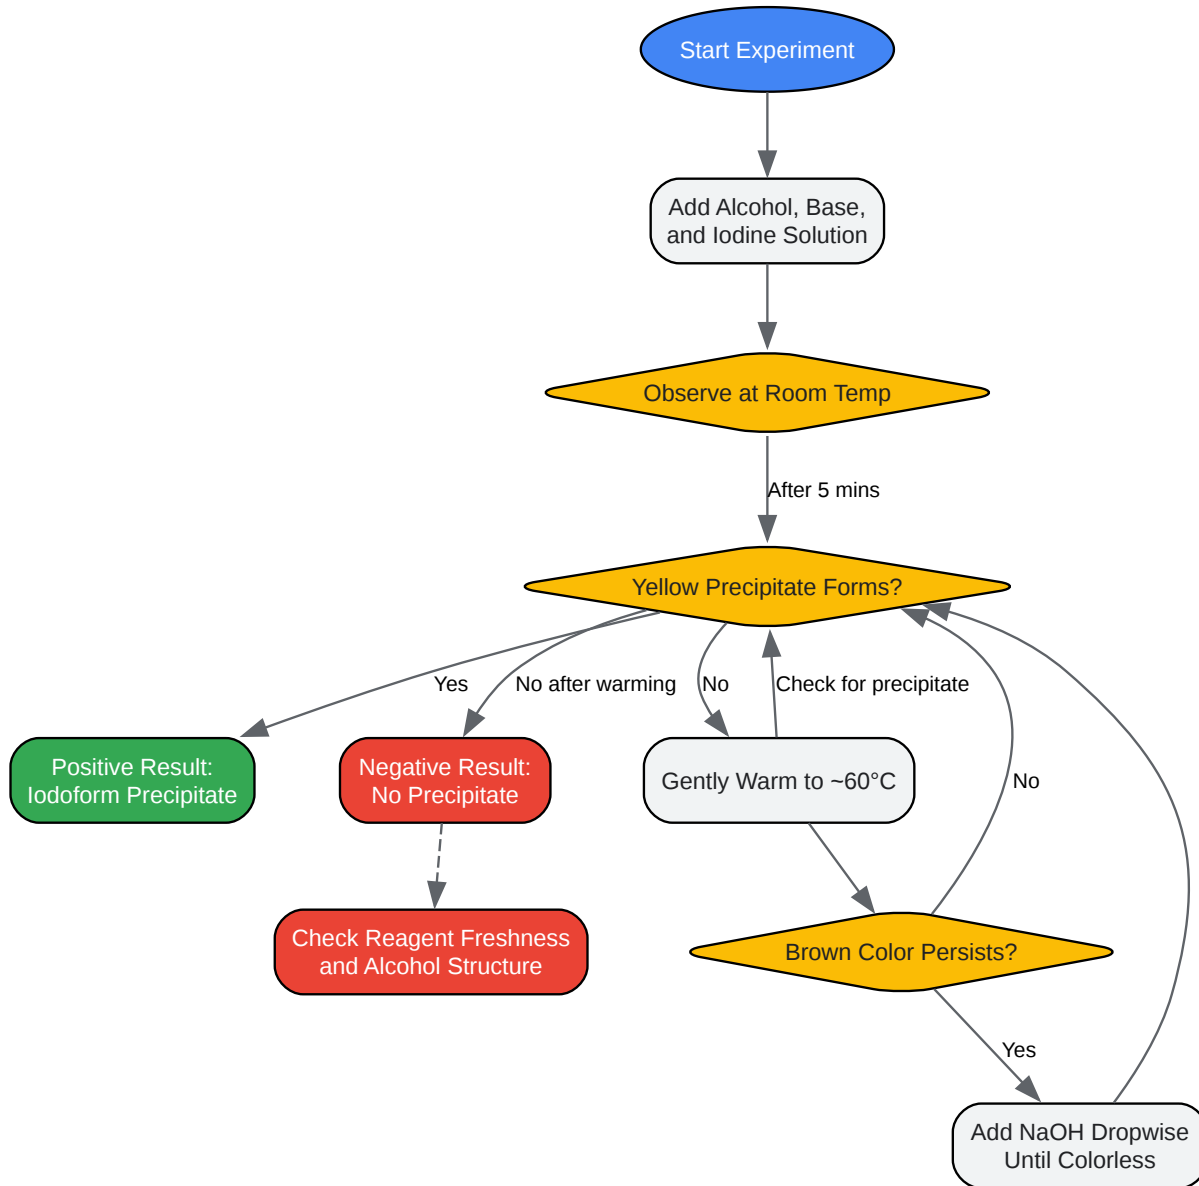 Start Experiment
Add Alcohol, Base,
and Iodine Solution
Observe at Room Temp
After 5 mins
Yellow Precipitate Forms?
Yes
No after warming
No
Check for precipitate
Positive Result:
Iodoform Precipitate
Negative Result:
No Precipitate
Gently Warm to ~60°C
No
Check Reagent Freshness
and Alcohol Structure
Brown Color Persists?
Yes
Add NaOH Dropwise
Until Colorless